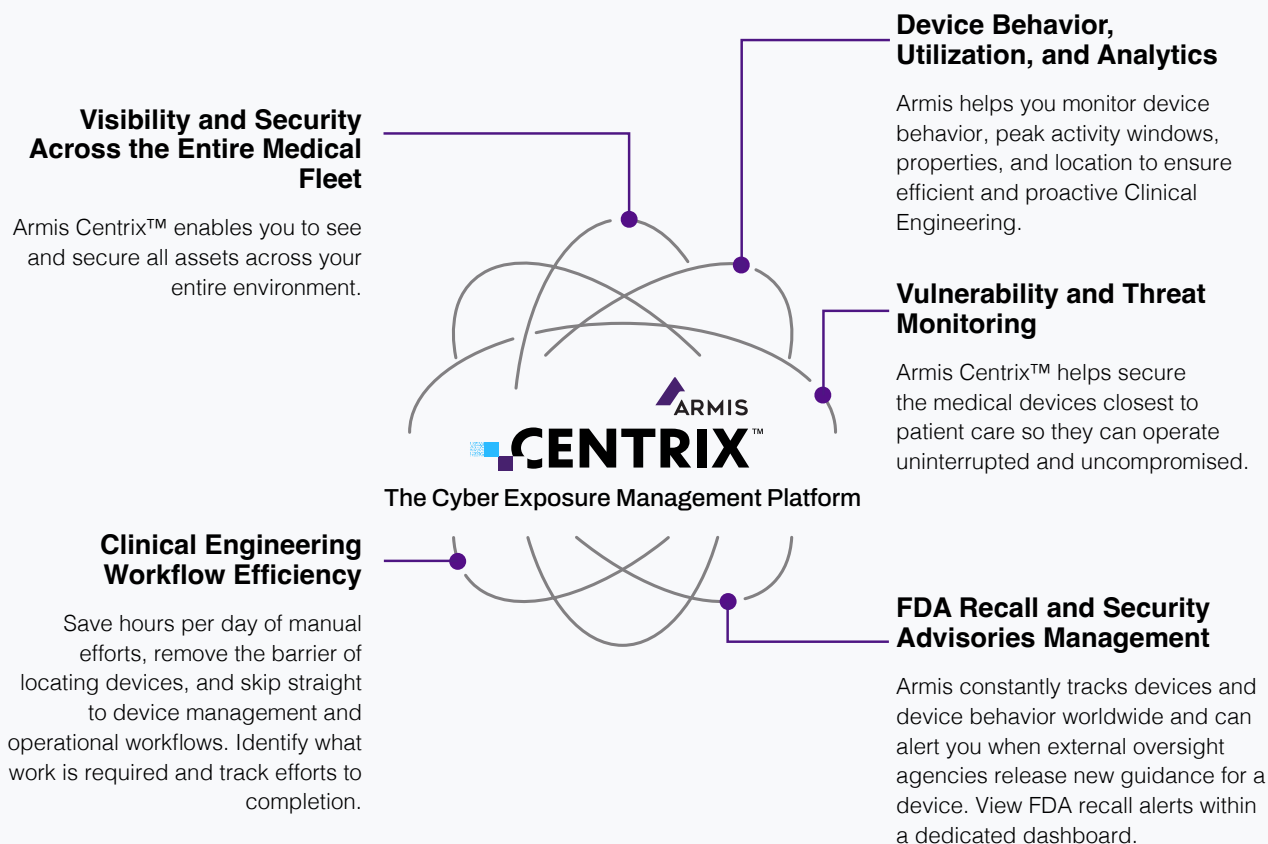 Visibility and Security
Across the Entire Medical
Fleet
Armis Centrix™ enables you to see
and secure all assets across your
entire environment.
Device Behavior,
Utilization, and Analytics
Armis helps you monitor device
behavior, peak activity windows,
properties, and location to ensure
efficient and proactive Clinical
Engineering.
Vulnerability and Threat
Monitoring
Armis Centrix™ helps secure
the medical devices closest to
patient care so they can operate
uninterrupted and uncompromised.
ARMIS
CENTRIX™
The Cyber Exposure Management Platform
Clinical Engineering
Workflow Efficiency
Save hours per day of manual
efforts, remove the barrier of
locating devices, and skip straight
to device management and
operational workflows. Identify what
work is required and track efforts to
completion.
FDA Recall and Security
Advisories Management
Armis constantly tracks devices and
device behavior worldwide and can
alert you when external oversight
agencies release new guidance for a
device. View FDA recall alerts within
a dedicated dashboard.